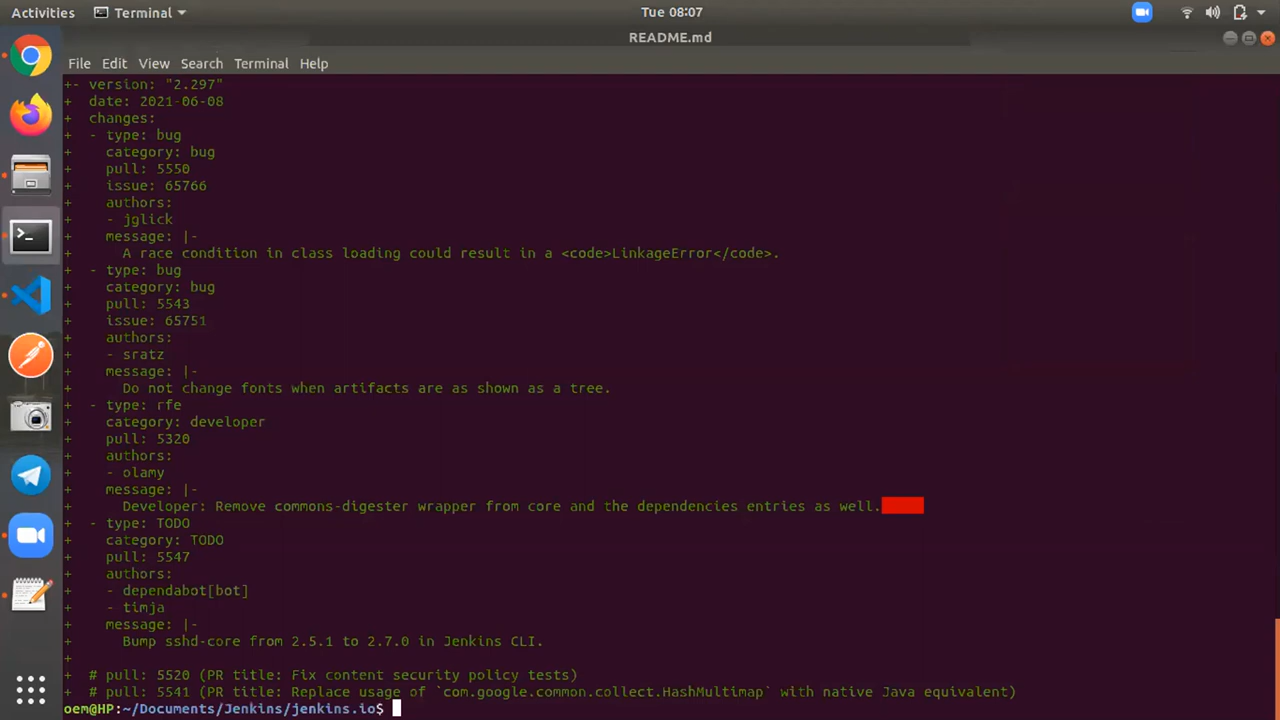 Activities Terminal Tue 08:07
README.md
File Edit View Search Terminal Help
+- version: "2.297"
+  date: 2021-06-08
+  changes:
+  - type: bug
+    category: bug
+    pull: 5550
+    issue: 65766
+    authors:
+    - jglick
+    message: |-
+      A race condition in class loading could result in a <code>LinkageError</code>.
+  - type: bug
+    category: bug
+    pull: 5543
+    issue: 65751
+    authors:
+    - sratz
+    message: |-
+      Do not change fonts when artifacts are as shown as a tree.
+  - type: rfe
+    category: developer
+    pull: 5320
+    authors:
+    - olamy
+    message: |-
+      Developer: Remove commons-digester wrapper from core and the dependencies entries as well.
+  - type: TODO
+    category: TODO
+    pull: 5547
+    authors:
+    - dependabot[bot]
+    - timja
+    message: |-
+      Bump sshd-core from 2.5.1 to 2.7.0 in Jenkins CLI.
+
+  # pull: 5520 (PR title: Fix content security policy tests)
+  # pull: 5541 (PR title: Replace usage of `com.google.common.collect.HashMultimap` with native Java equivalent)
oem@HP:~/Documents/Jenkins/jenkins.io$